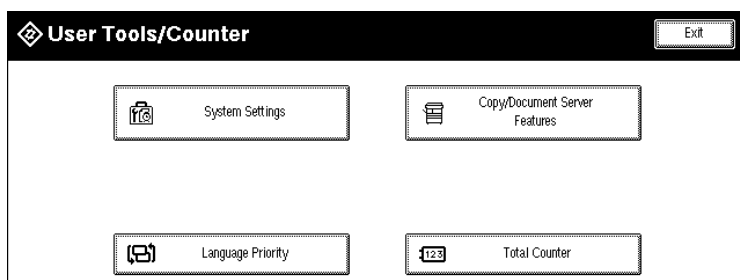 User Tools/Counter
Exit
System Settings
Copy/Document Server
Features
Language Priority
123
Total Counter